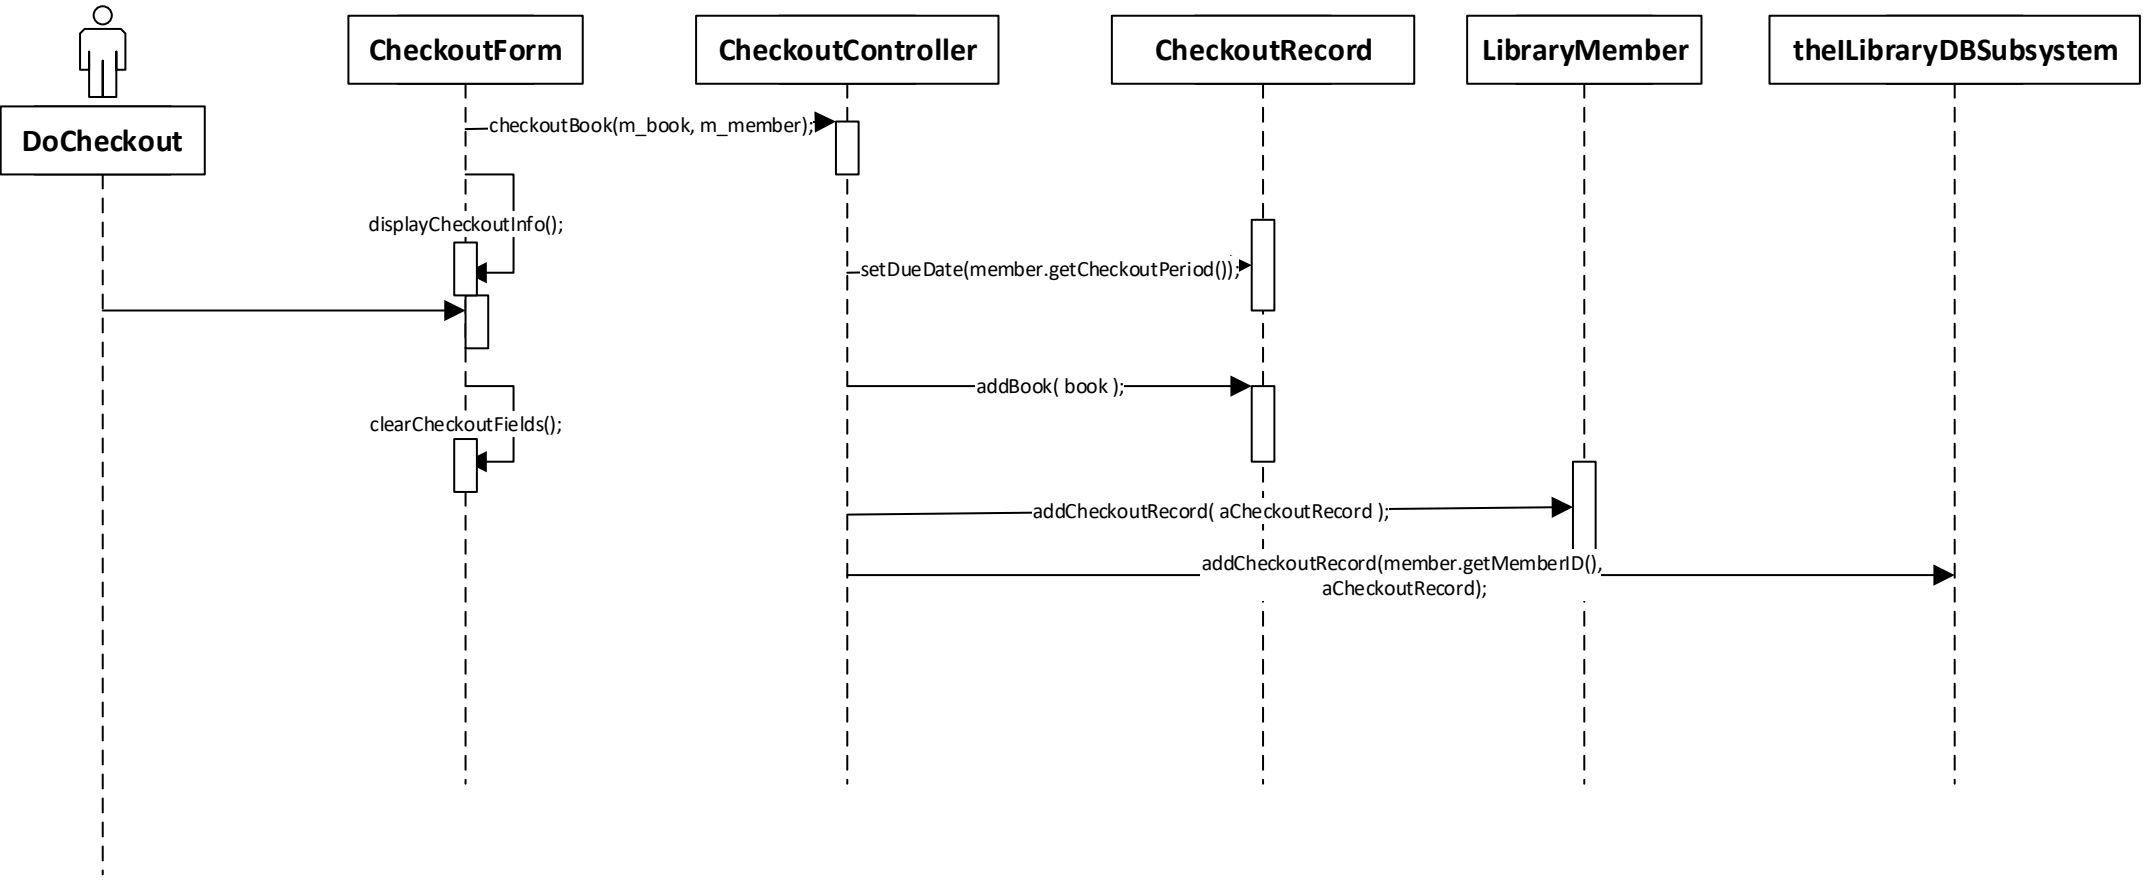 CheckoutForm
CheckoutController
CheckoutRecord
LibraryMember
theILibraryDBSubsystem
DoCheckout
checkoutBook(m_book, m_member);
displayCheckoutInfo();
setDueDate(member.getCheckoutPeriod());
addBook( book );
clearCheckoutFields();
addCheckoutRecord( aCheckoutRecord );
addCheckoutRecord(member.getMemberID(),
aCheckoutRecord);